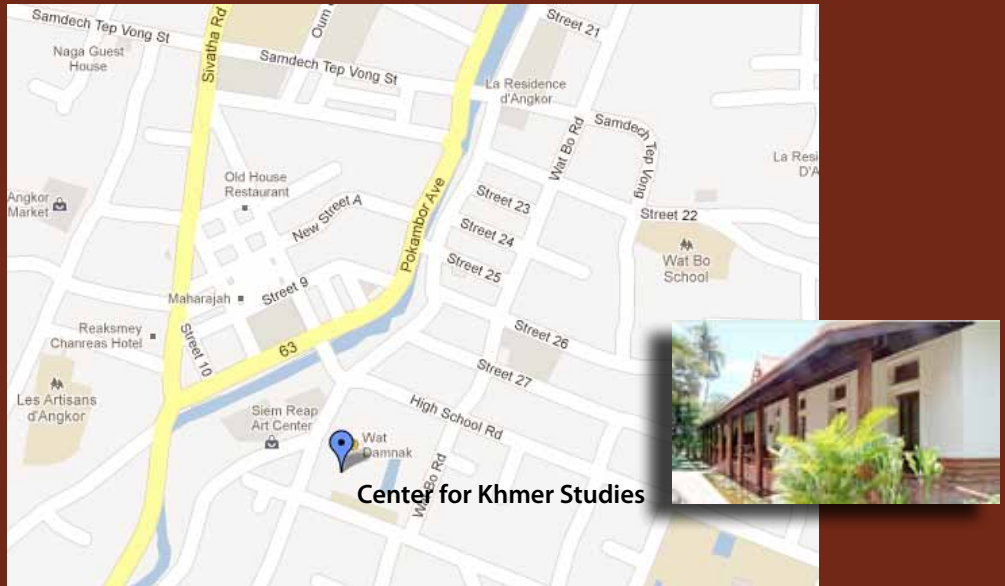 Samdech Tep Vong St
Naga Guest
House
Sivatha Rd
Oum
Samdech Tep Vong St
Street 21
La Residence
d'Angkor
Samdech Tep Vong
Wat Bo Rd
La Resi
D'A
Angkor
Market
Old House
Restaurant
New Street A
Pokambor Ave
Street 23
Street 24
Street 25
Street 22
Wat Bo
School
Maharajah
Street 9
Reaksmey
Chanreas Hotel
Street 10
63
Street 26
Street 27
Les Artisans
d'Angkor
Siem Reap
Art Center
High School Rd
Wat
Damnak
Wat Bo Rd
Center for Khmer Studies